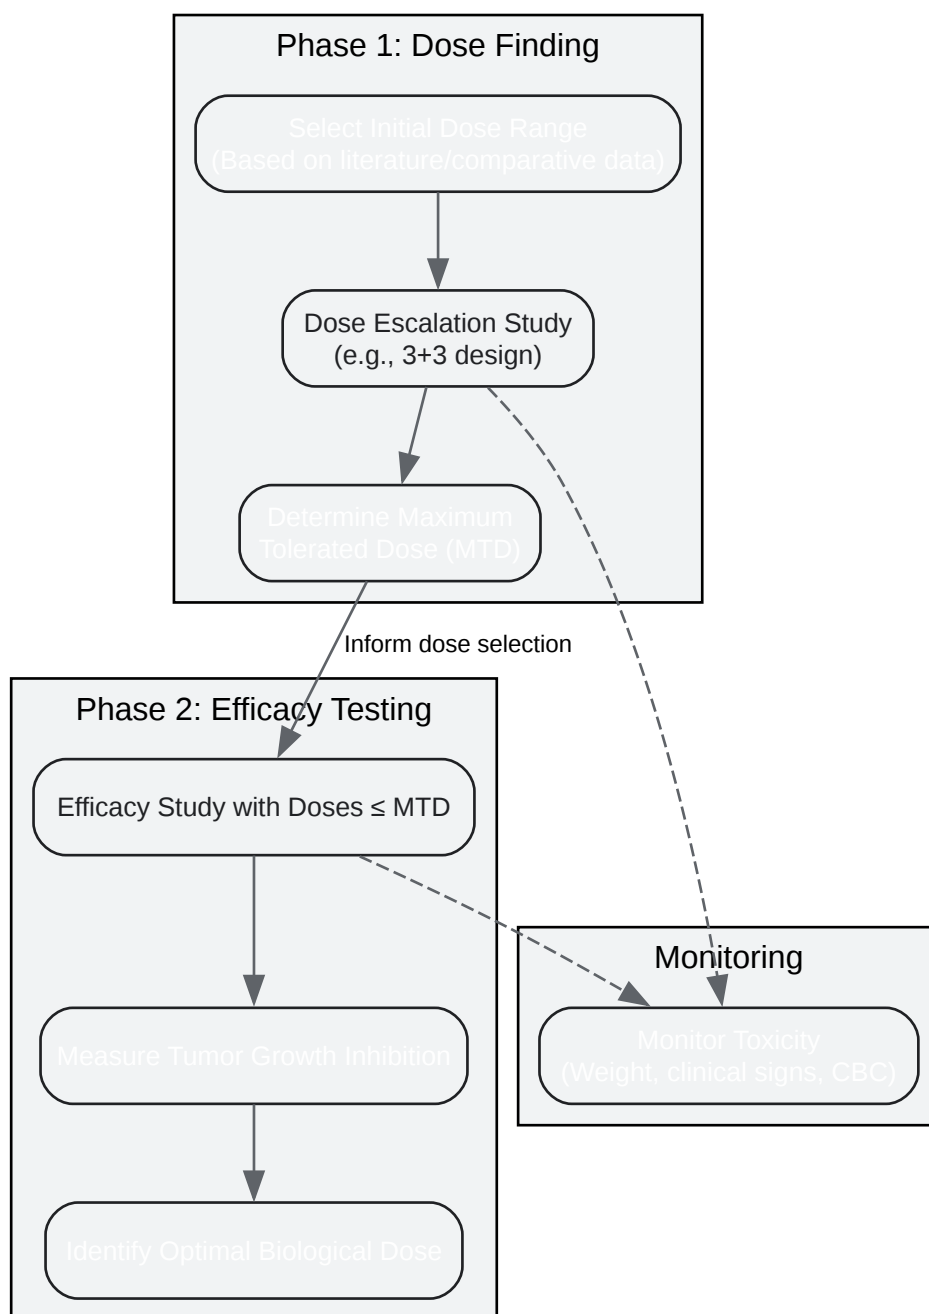 Phase 1: Dose Finding
Select Initial Dose Range
(Based on literature/comparative data)
Dose Escalation Study
(e.g., 3+3 design)
Determine Maximum
Tolerated Dose (MTD)
Inform dose selection
Phase 2: Efficacy Testing
Efficacy Study with Doses ≤ MTD
Monitoring
Measure Tumor Growth Inhibition
Monitor Toxicity
(Weight, clinical signs, CBC)
Identify Optimal Biological Dose